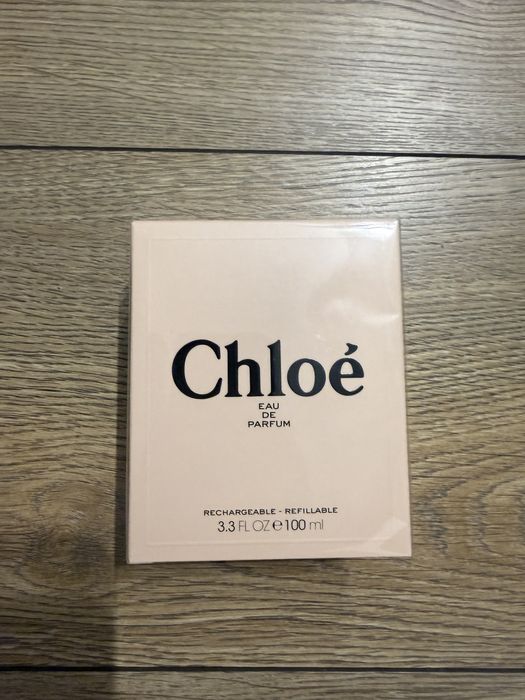 Chloé
EAU
DE
PARFUM
RECHARGEABLE - REFILLABLE
3.3 FL OZ ℮ 100 ml